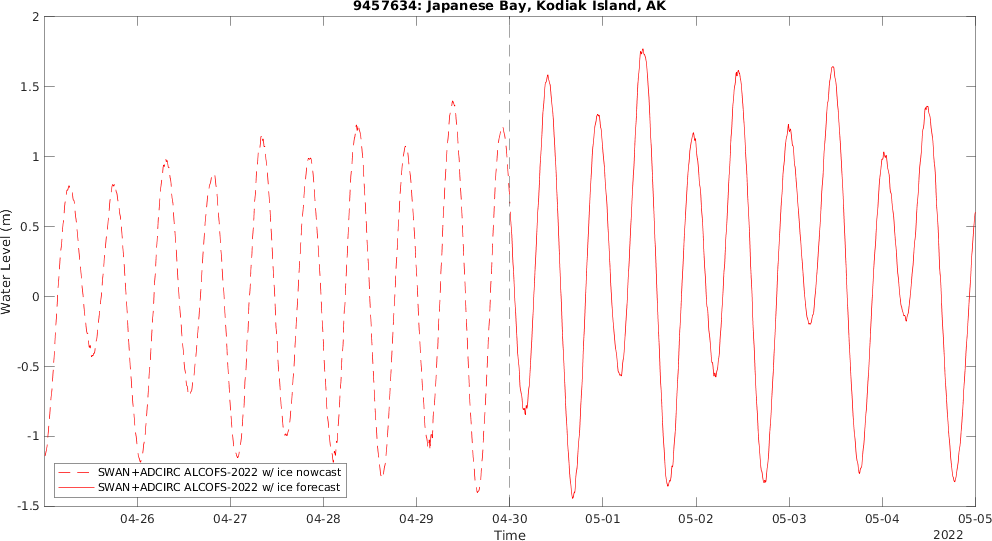 9457634: Japanese Bay, Kodiak Island, AK
2
1.5
1
0.5
0
-0.5
-1
-1.5
Water Level (m)
SWAN+ADCIRC ALCOFS-2022 w/ ice nowcast
SWAN+ADCIRC ALCOFS-2022 w/ ice forecast
04-26 04-27 04-28 04-29 04-30 05-01 05-02 05-03 05-04 05-05
Time
2022